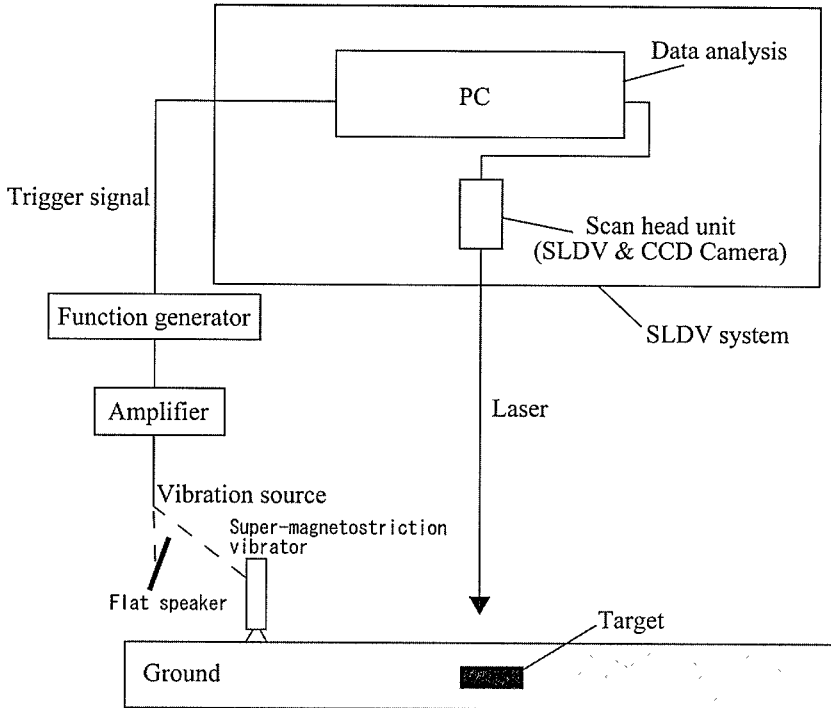 Data analysis
PC
Trigger signal
Scan head unit
(SLDV & CCD Camera)
Function generator
SLDV system
Amplifier
Laser
Vibration source
Super-magnetostriction
vibrator
Flat speaker
Target
Ground